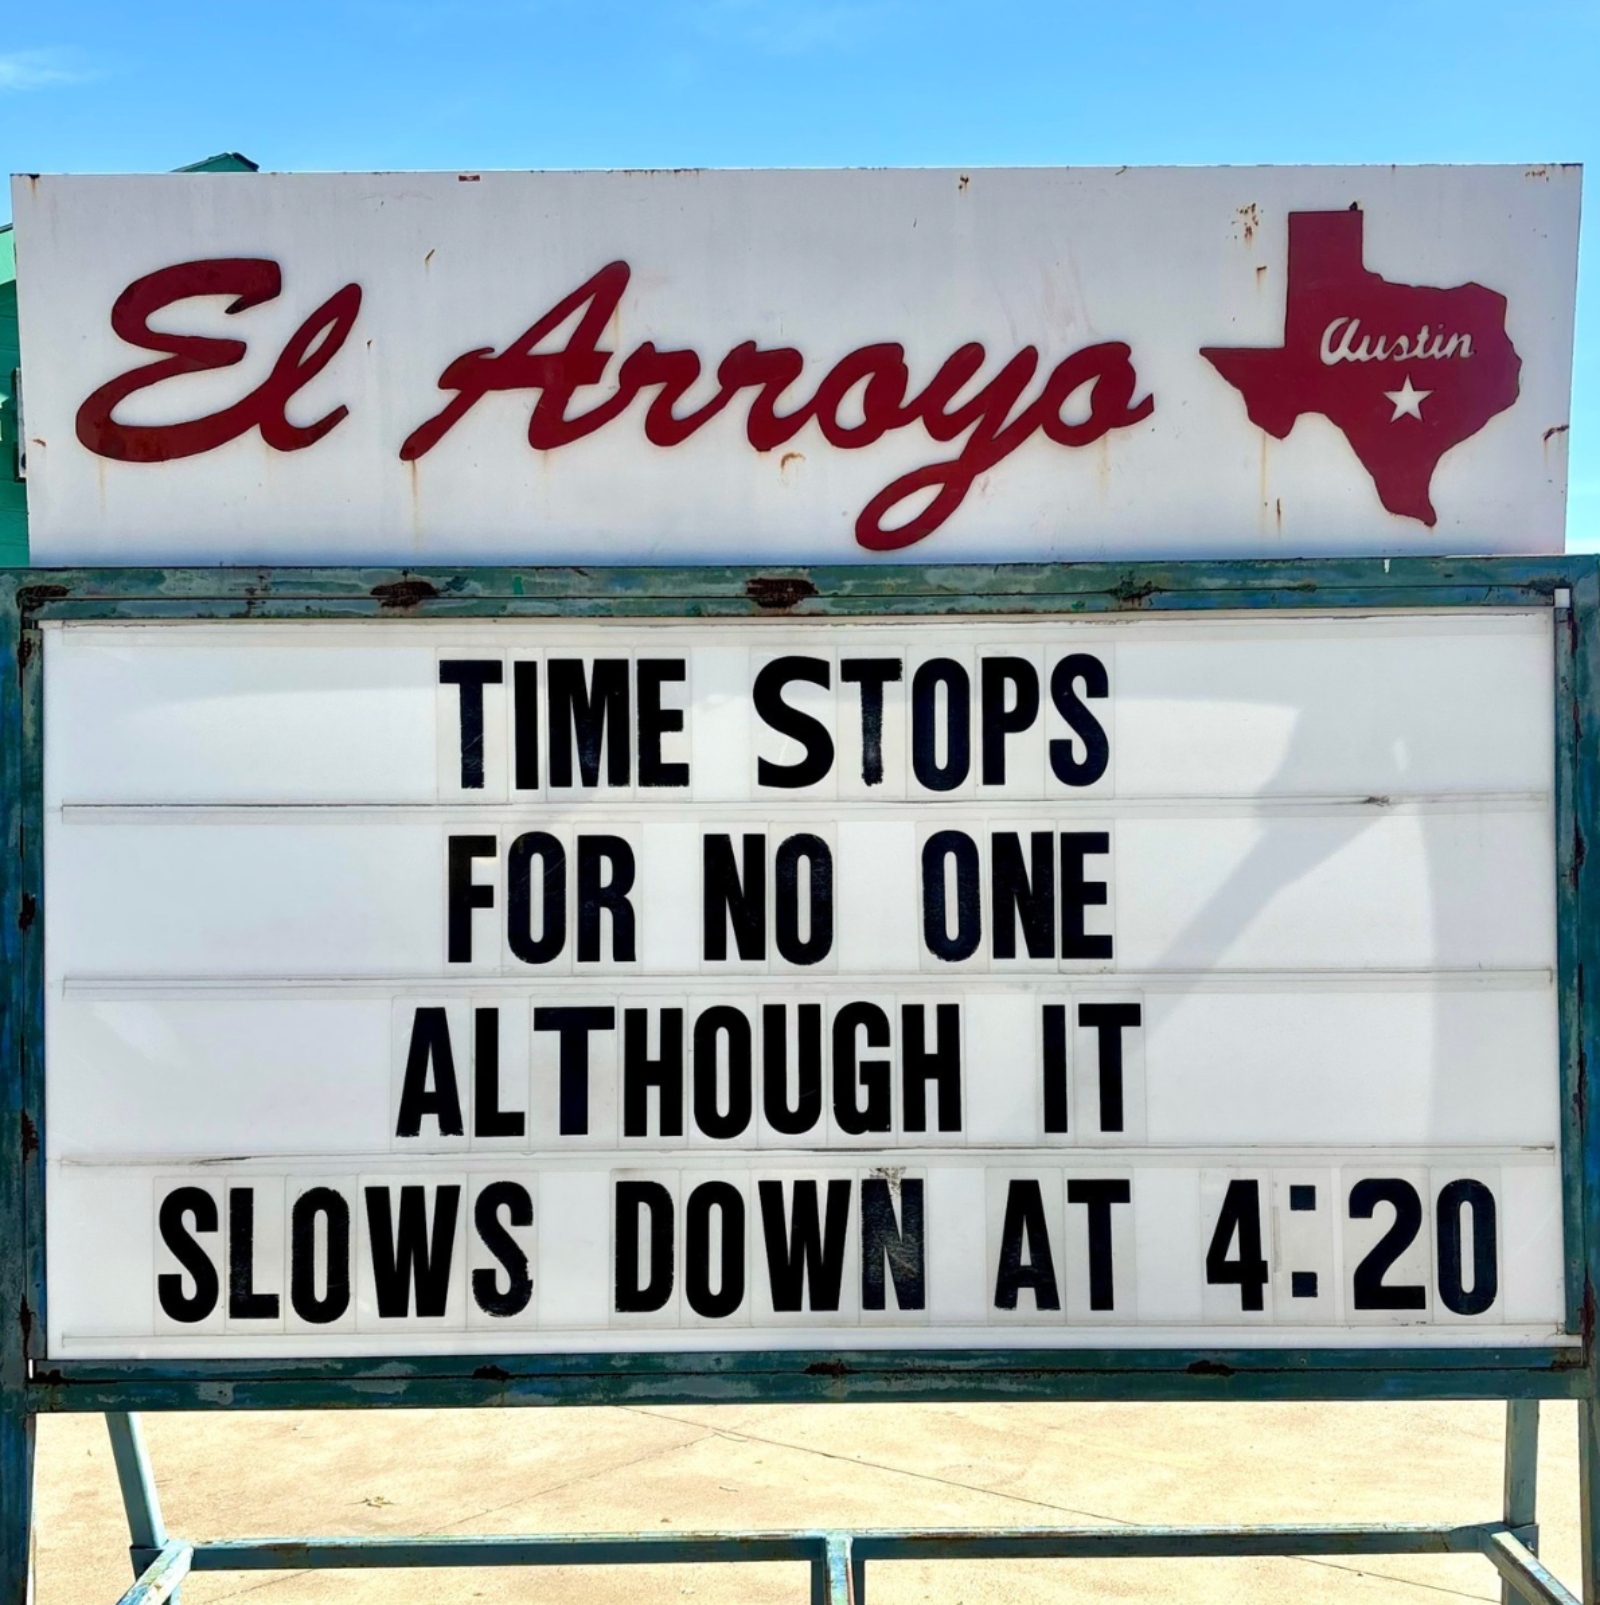 El Arroyo
Austin
TIME STOPS
FOR NO ONE
ALTHOUGH IT
SLOWS DOWN AT 4:20